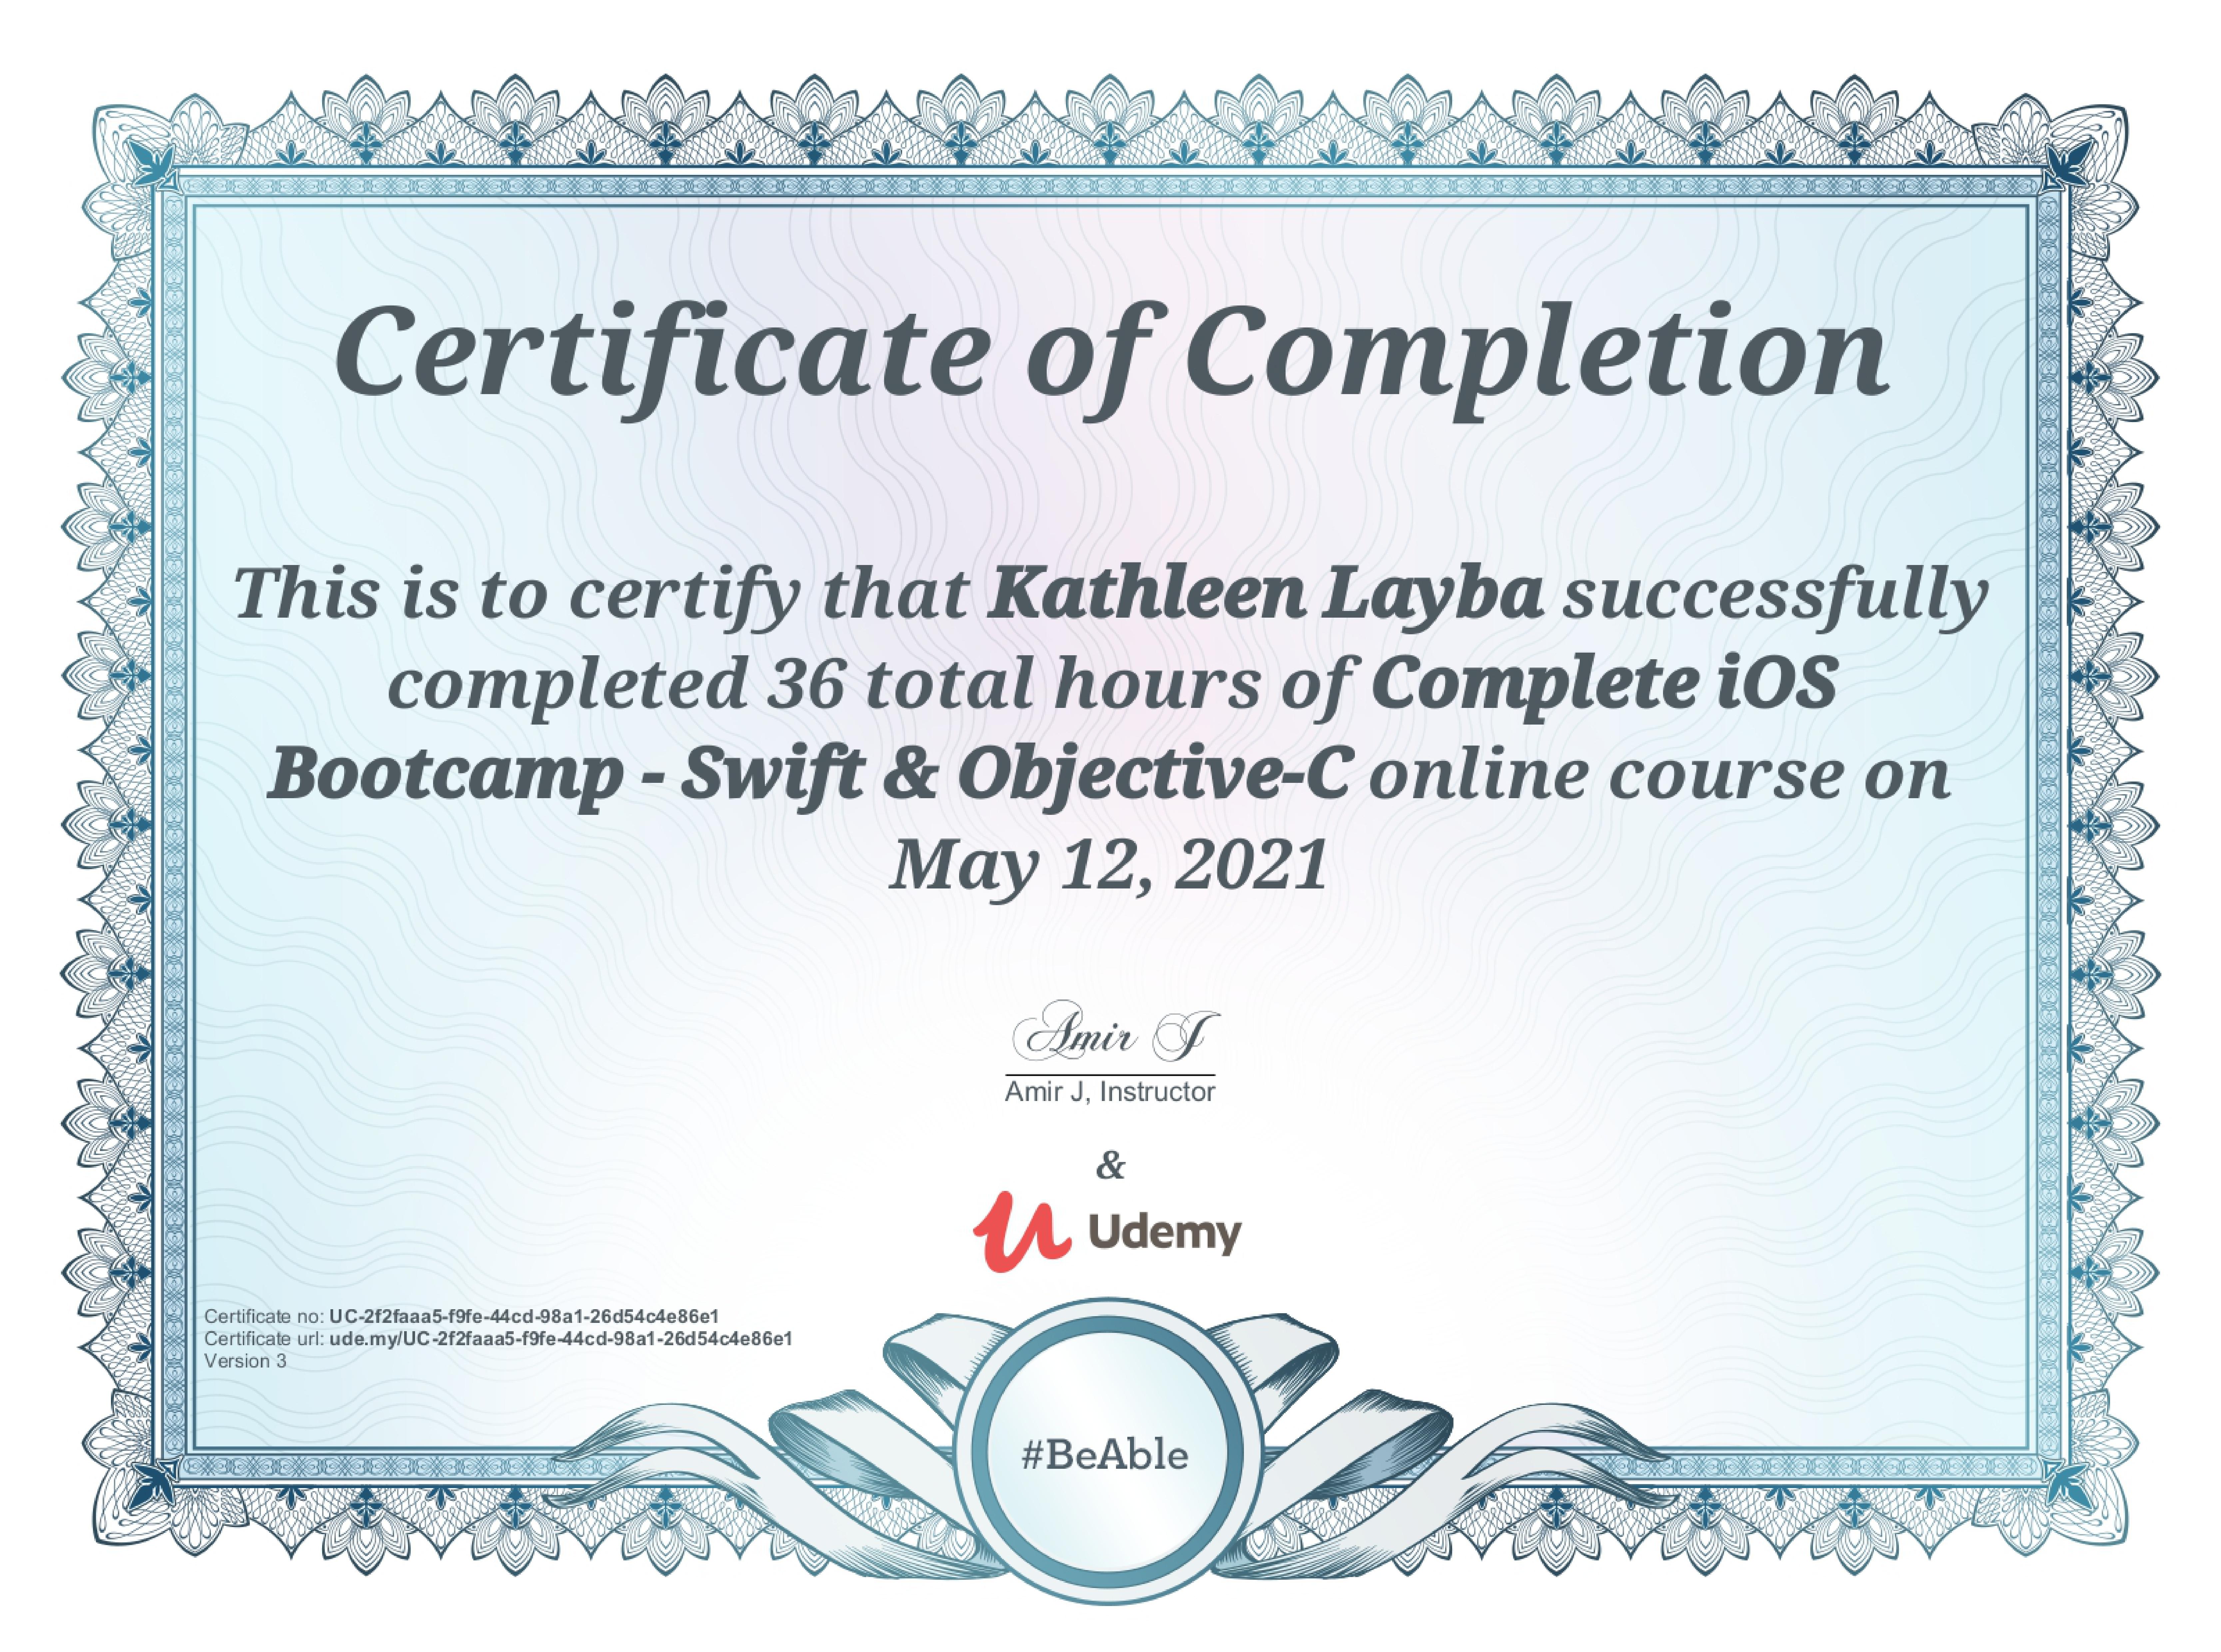 Certificate of Completion
This is to certify that Kathleen Layba successfully
completed 36 total hours of Complete iOS
Bootcamp - Swift & Objective-C online course on
May 12, 2021
Amir J
Amir J, Instructor
&
Udemy
Certificate no: UC-2f2faaa5-f9fe-44cd-98a1-26d54c4e86e1
Certificate url: ude.my/UC-2f2faaa5-f9fe-44cd-98a1-26d54c4e86e1
Version 3
#BeAble